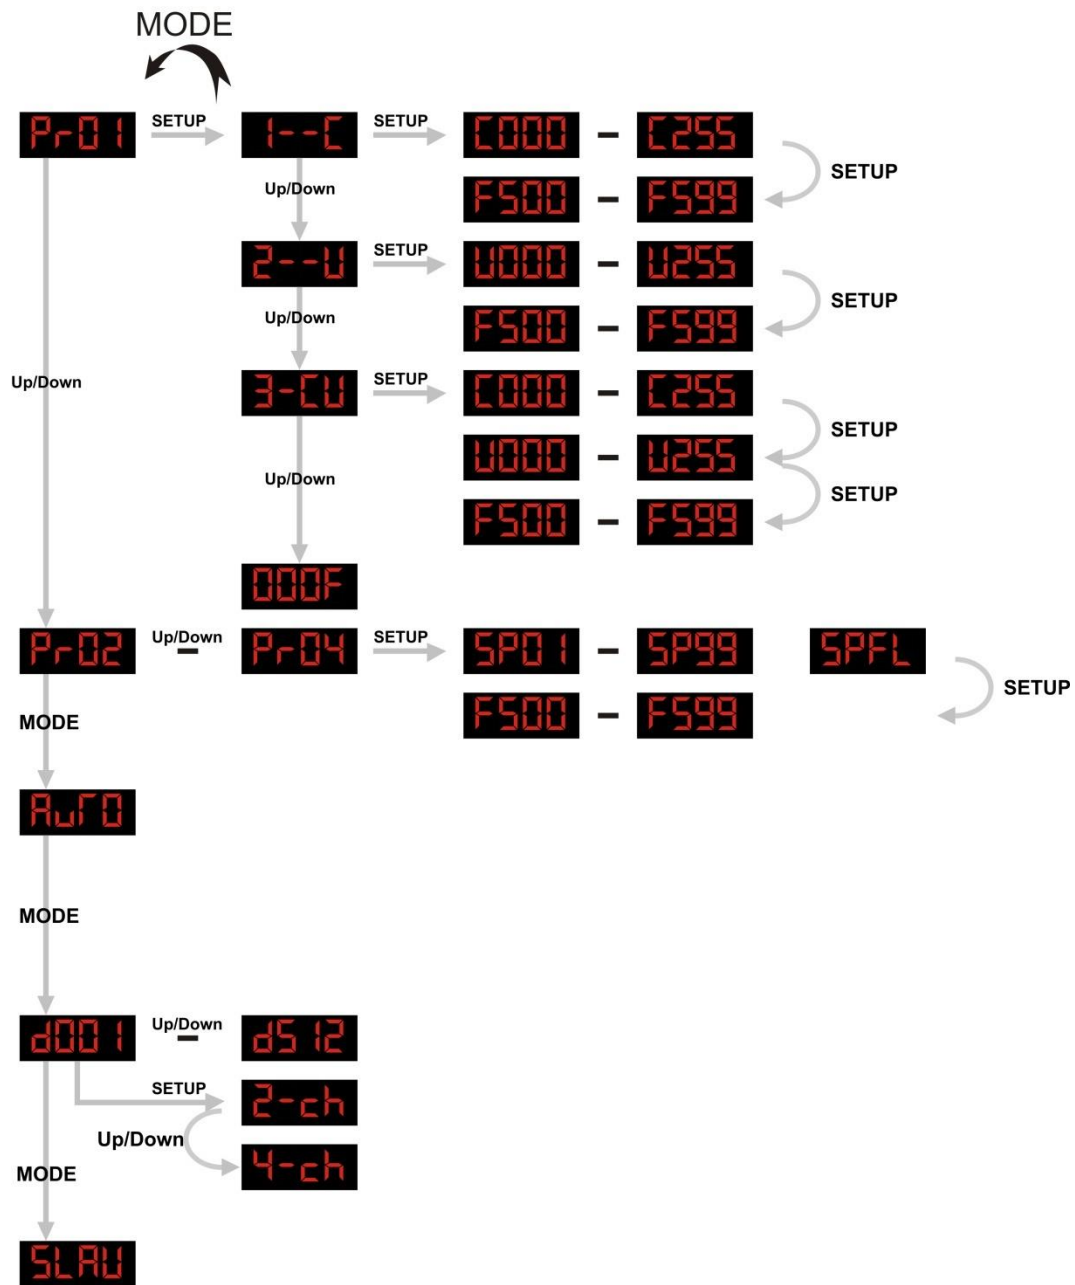 MODE
Pr01 SETUP 1--C SETUP C000 - C255
SETUP
Up/Down FS00 - FS99
2--U SETUP U000 - U255
SETUP
Up/Down FS00 - FS99
Up/Down
3-CU SETUP C000 - C255
SETUP
U000 - U255
Up/Down
SETUP
FS00 - FS99
000F
Pr02 Up/Down - Pr04 SETUP SP01 - SP99 SPFL
SETUP
MODE FS00 - FS99
AuTO
MODE
d001 Up/Down - d512
SETUP 2-ch
Up/Down
4-ch
MODE
SLAU